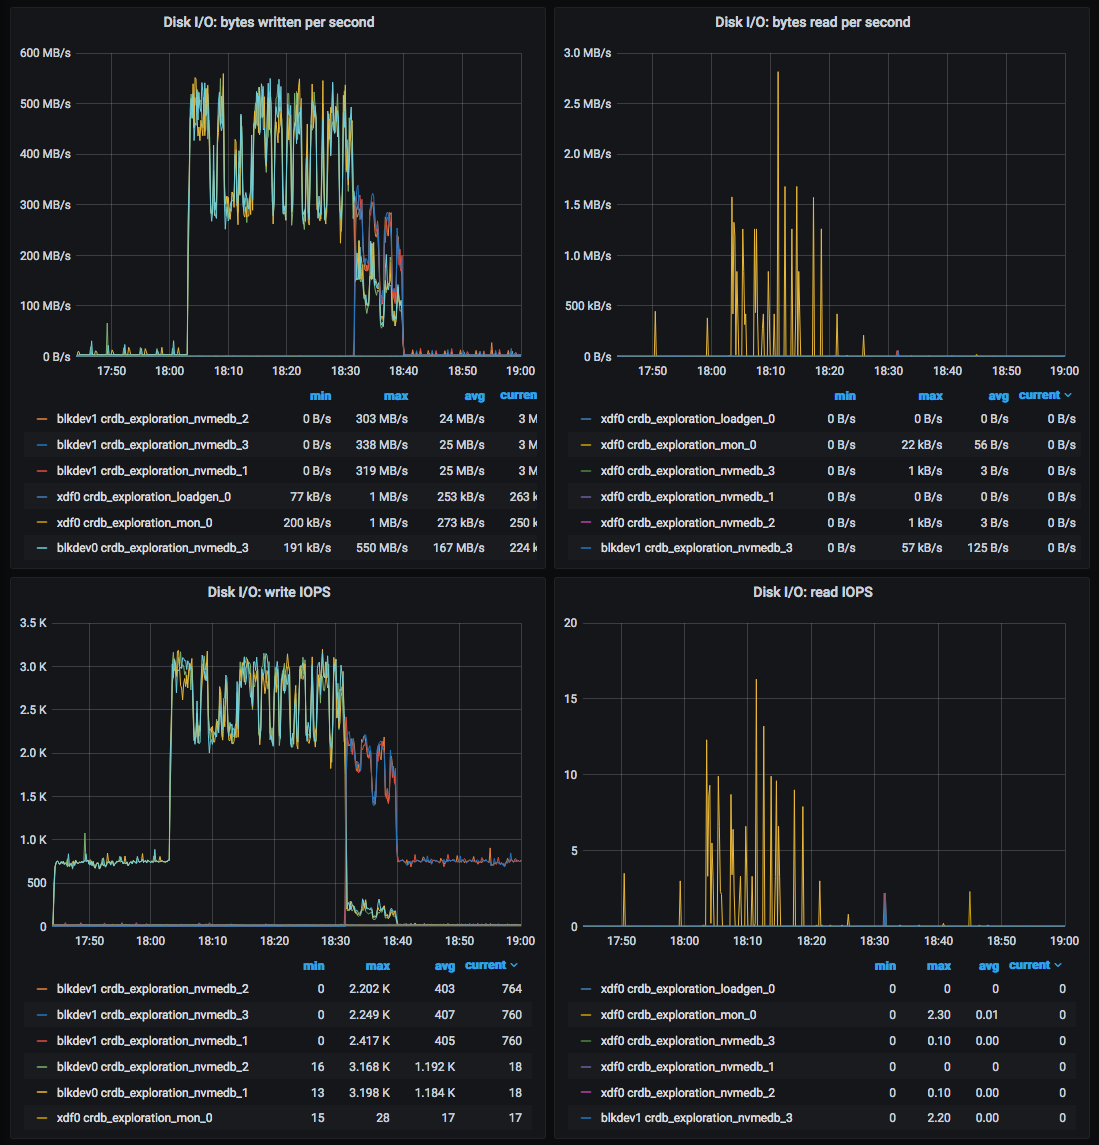 Disk I/O: bytes written per second
600 MB/s
500 MB/s
400 MB/s
300 MB/s
200 MB/s
100 MB/s
0 B/s
17:50 18:00 18:10 18:20 18:30 18:40 18:50 19:00
min max avg curren
blkdev1 crdb_exploration_nvmedb_2 0 B/s 303 MB/s 24 MB/s 3 M
blkdev1 crdb_exploration_nvmedb_3 0 B/s 338 MB/s 25 MB/s 3 M
blkdev1 crdb_exploration_nvmedb_1 0 B/s 319 MB/s 25 MB/s 3 M
xdf0 crdb_exploration_loadgen_0 77 kB/s 1 MB/s 253 kB/s 263 k
xdf0 crdb_exploration_mon_0 200 kB/s 1 MB/s 273 kB/s 250 k
blkdev0 crdb_exploration_nvmedb_3 191 kB/s 550 MB/s 167 MB/s 224 k
Disk I/O: bytes read per second
3.0 MB/s
2.5 MB/s
2.0 MB/s
1.5 MB/s
1.0 MB/s
500 kB/s
0 B/s
17:50 18:00 18:10 18:20 18:30 18:40 18:50 19:00
min max avg current
xdf0 crdb_exploration_loadgen_0 0 B/s 0 B/s 0 B/s 0 B/s
xdf0 crdb_exploration_mon_0 0 B/s 22 kB/s 56 B/s 0 B/s
xdf0 crdb_exploration_nvmedb_3 0 B/s 1 kB/s 3 B/s 0 B/s
xdf0 crdb_exploration_nvmedb_1 0 B/s 0 B/s 0 B/s 0 B/s
xdf0 crdb_exploration_nvmedb_2 0 B/s 1 kB/s 3 B/s 0 B/s
blkdev1 crdb_exploration_nvmedb_3 0 B/s 57 kB/s 125 B/s 0 B/s
Disk I/O: write IOPS
3.5 K
3.0 K
2.5 K
2.0 K
1.5 K
1.0 K
500
0
17:50 18:00 18:10 18:20 18:30 18:40 18:50 19:00
min max avg current
blkdev1 crdb_exploration_nvmedb_2 0 2.202 K 403 764
blkdev1 crdb_exploration_nvmedb_3 0 2.249 K 407 760
blkdev1 crdb_exploration_nvmedb_1 0 2.417 K 405 760
blkdev0 crdb_exploration_nvmedb_2 16 3.168 K 1.192 K 18
blkdev0 crdb_exploration_nvmedb_1 13 3.198 K 1.184 K 18
xdf0 crdb_exploration_mon_0 15 28 17 17
Disk I/O: read IOPS
20
15
10
5
0
17:50 18:00 18:10 18:20 18:30 18:40 18:50 19:00
min max avg current
xdf0 crdb_exploration_loadgen_0 0 0 0 0
xdf0 crdb_exploration_mon_0 0 2.30 0.01 0
xdf0 crdb_exploration_nvmedb_3 0 0.10 0.00 0
xdf0 crdb_exploration_nvmedb_1 0 0 0 0
xdf0 crdb_exploration_nvmedb_2 0 0.10 0.00 0
blkdev1 crdb_exploration_nvmedb_3 0 2.20 0.00 0